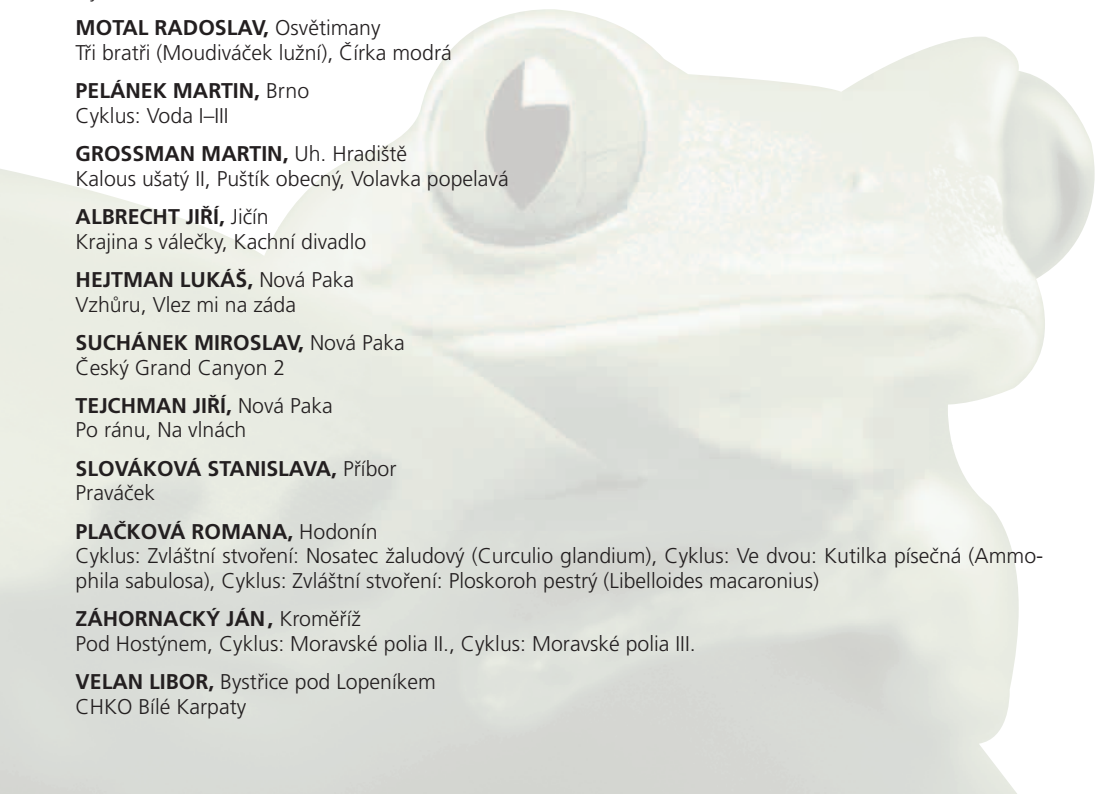 MOTAL RADOSLAV, Osvětimany
Tři bratři (Moudiváček lužní), Čírka modrá
PELÁNEK MARTIN, Brno
Cyklus: Voda I–III
GROSSMAN MARTIN, Uh. Hradiště
Kalous ušatý II, Puštík obecný, Volavka popelavá
ALBRECHT JIŘÍ, Jičín
Krajina s válečky, Kachní divadlo
HEJTMAN LUKÁŠ, Nová Paka
Vzhůru, Vlez mi na záda
SUCHÁNEK MIROSLAV, Nová Paka
Český Grand Canyon 2
TEJCHMAN JIŘÍ, Nová Paka
Po ránu, Na vlnách
SLOVÁKOVÁ STANISLAVA, Příbor
Praváček
PLAČKOVÁ ROMANA, Hodonín
Cyklus: Zvláštní stvoření: Nosatec žaludový (Curculio glandium), Cyklus: Ve dvou: Kutilka písečná (Ammo-
phila sabulosa), Cyklus: Zvláštní stvoření: Ploskoroh pestrý (Libelloides macaronius)
ZÁHORNACKÝ JÁN, Kroměříž
Pod Hostýnem, Cyklus: Moravské polia II., Cyklus: Moravské polia III.
VELAN LIBOR, Bystřice pod Lopeníkem
CHKO Bílé Karpaty